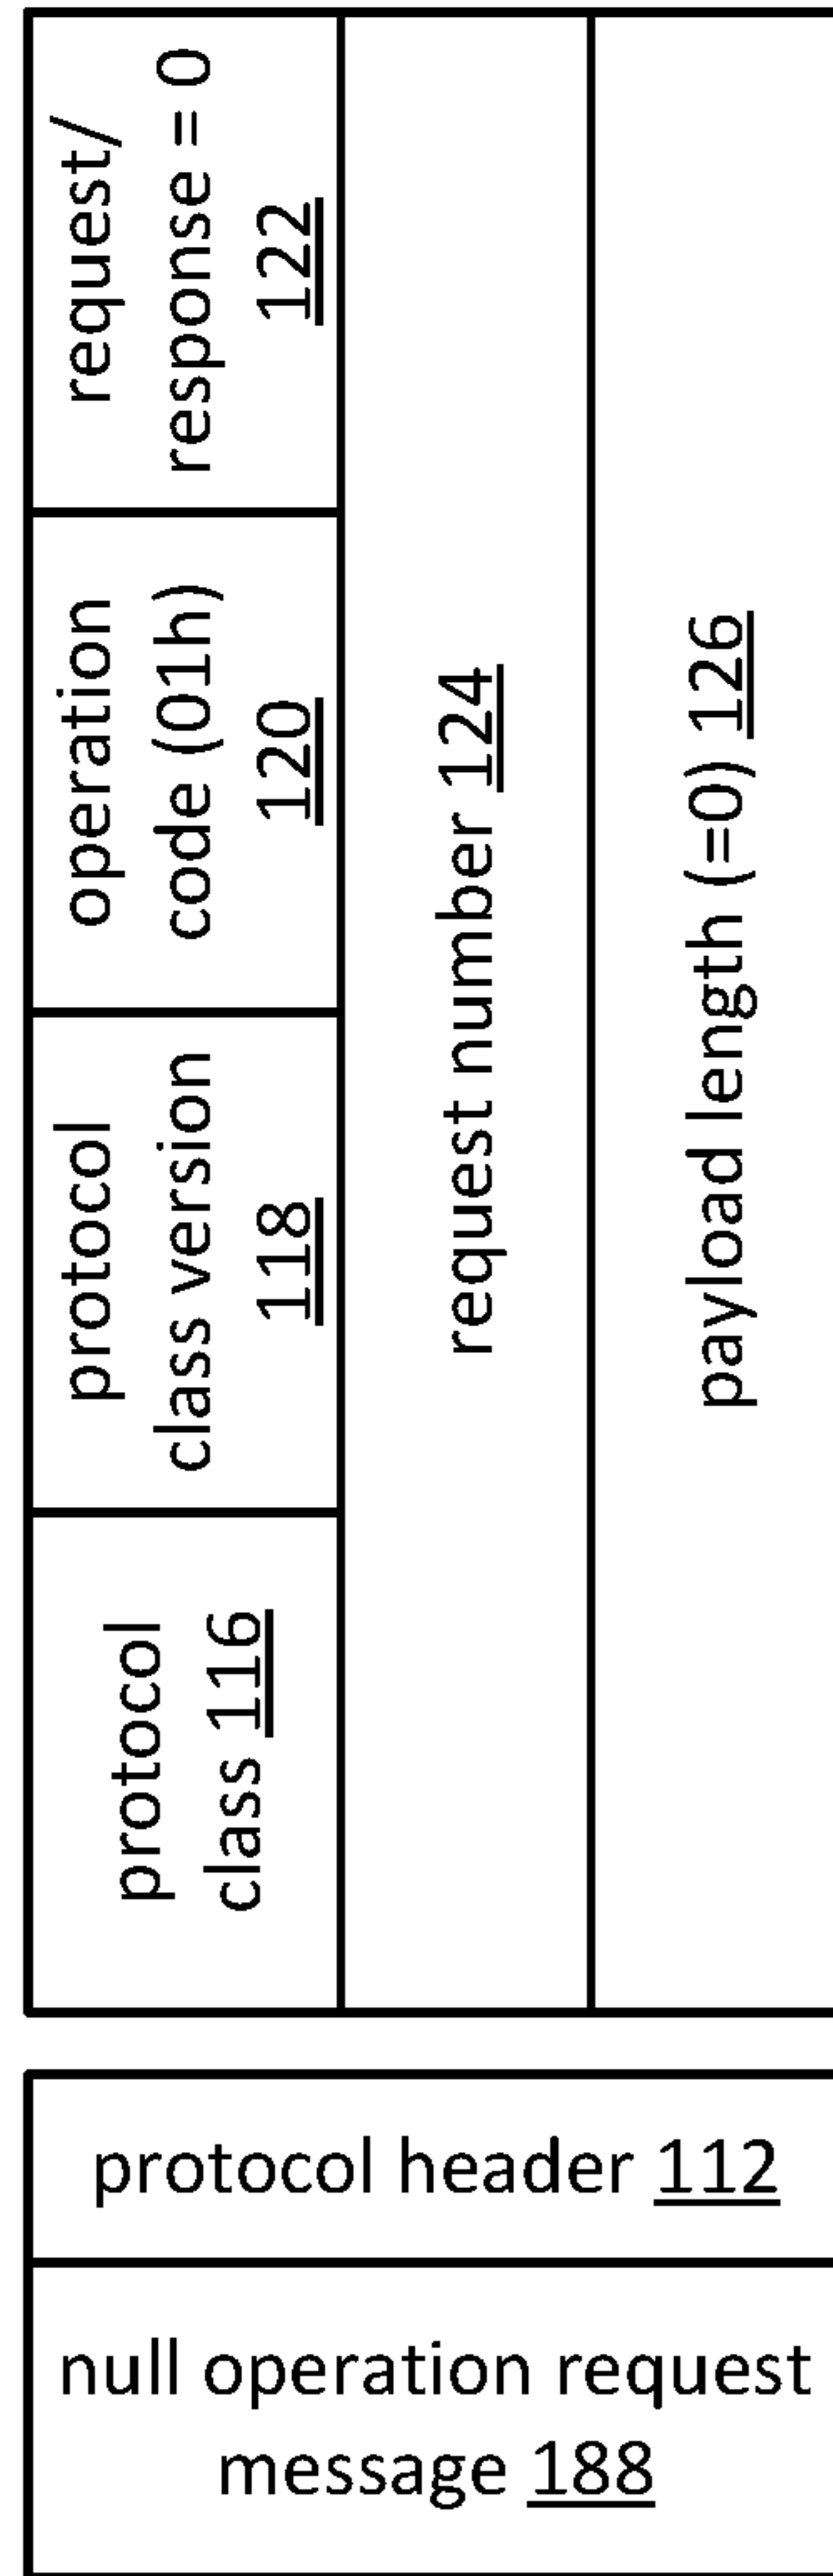 null operation request
message 188
protocol header 112
protocol
class 116
protocol
class version
118
operation
code (01h)
120
request/
response = 0
122
request number 124
payload length (=0) 126